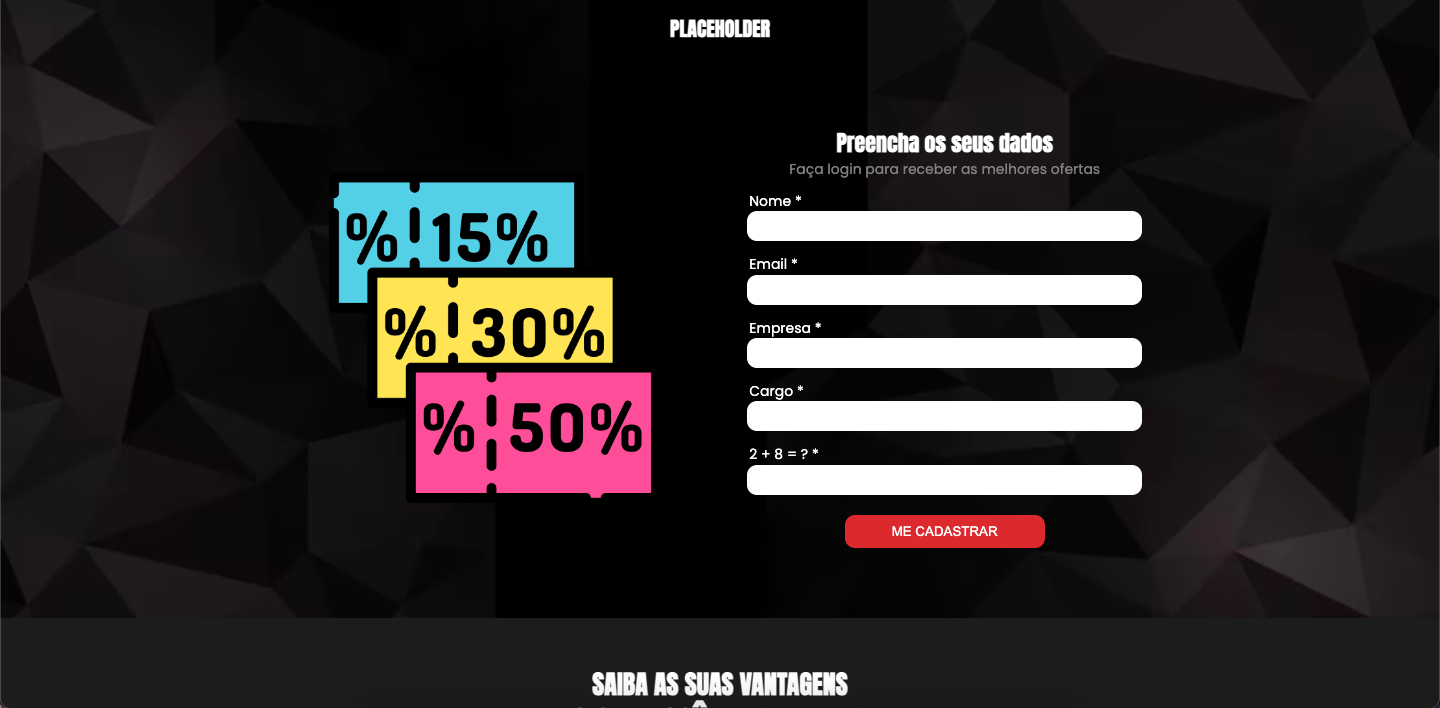 PLACEHOLDER
% 15%
% 30%
% 50%
Preencha os seus dados
Faça login para receber as melhores ofertas
Nome *
Email *
Empresa *
Cargo *
2 + 8 = ? *
ME CADASTRAR
SAIBA AS SUAS VANTAGENS